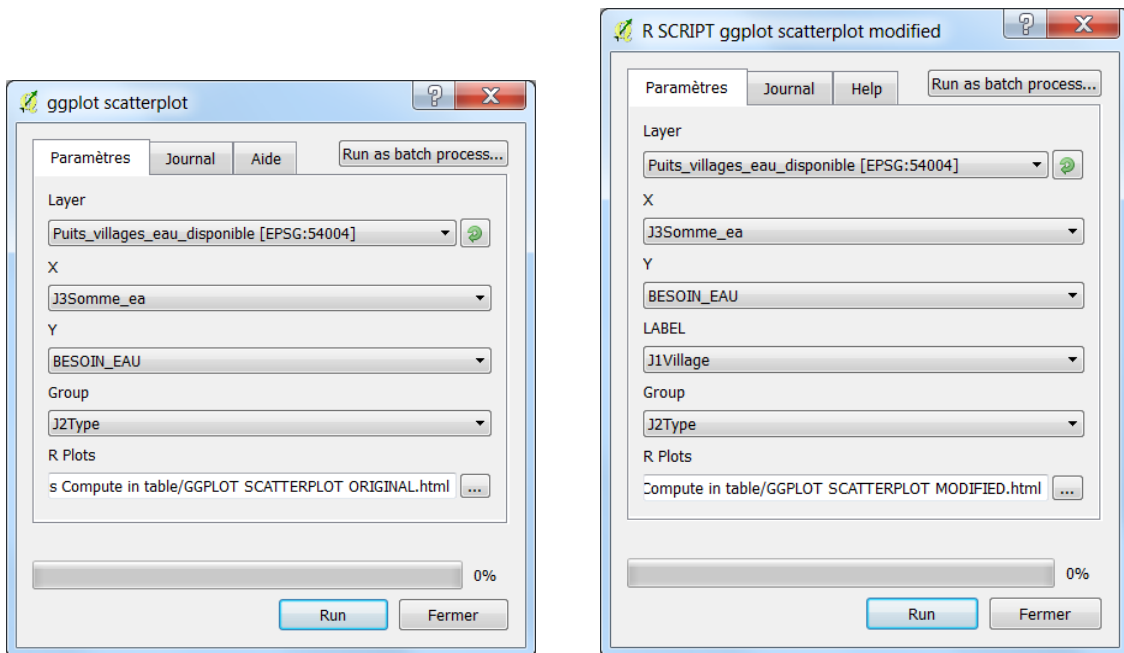 ggplot scatterplot
Paramètres Journal Aide Run as batch process...
Layer
Puits_villages_eau_disponible [EPSG:54004]
X
J3Somme_ea
Y
BESOIN_EAU
Group
J2Type
R Plots
s Compute in table/GGPLOT SCATTERPLOT ORIGINAL.html ...
0%
Run Fermer
R SCRIPT ggplot scatterplot modified
Paramètres Journal Help Run as batch process...
Layer
Puits_villages_eau_disponible [EPSG:54004]
X
J3Somme_ea
Y
BESOIN_EAU
LABEL
J1Village
Group
J2Type
R Plots
Compute in table/GGPLOT SCATTERPLOT MODIFIED.html ...
0%
Run Fermer